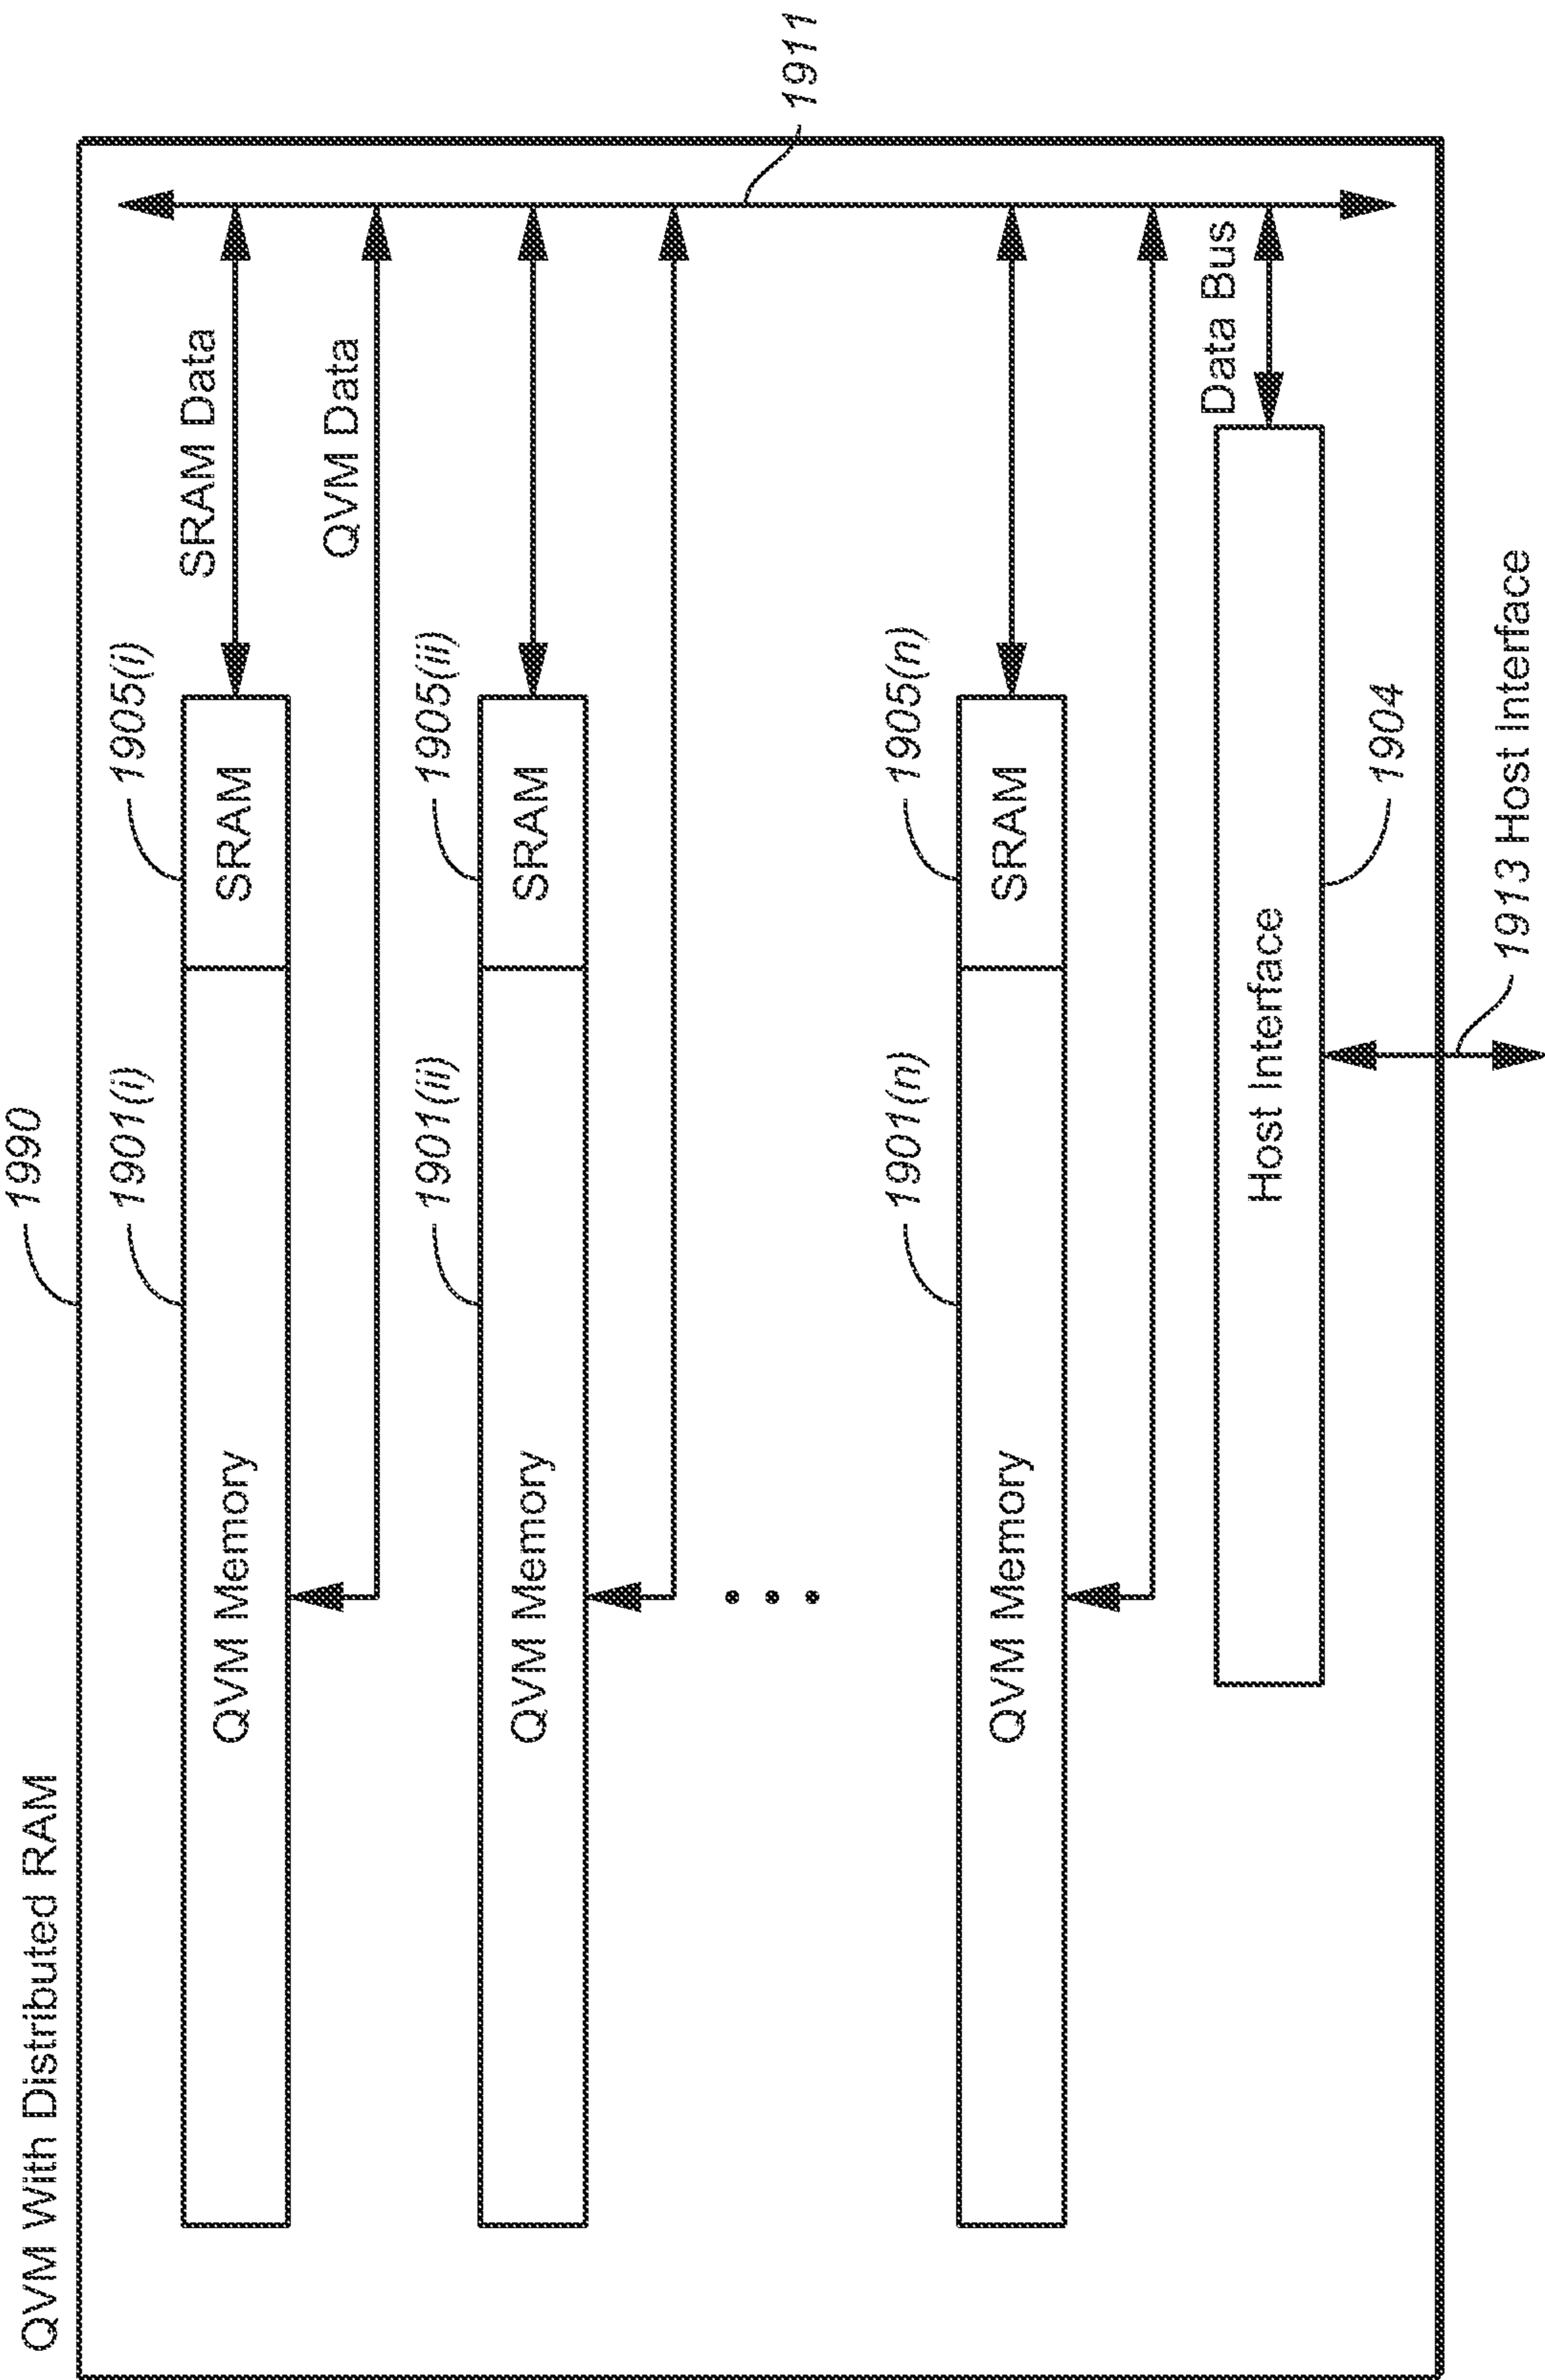 QVM With Distributed RAM
1990
1901(i)
1905(i)
QVM Memory
SRAM
SRAM Data
QVM Data
1901(ii)
1905(ii)
QVM Memory
SRAM
1911
1901(n)
1905(n)
QVM Memory
SRAM
Data Bus
Host Interface
1904
1913 Host Interface